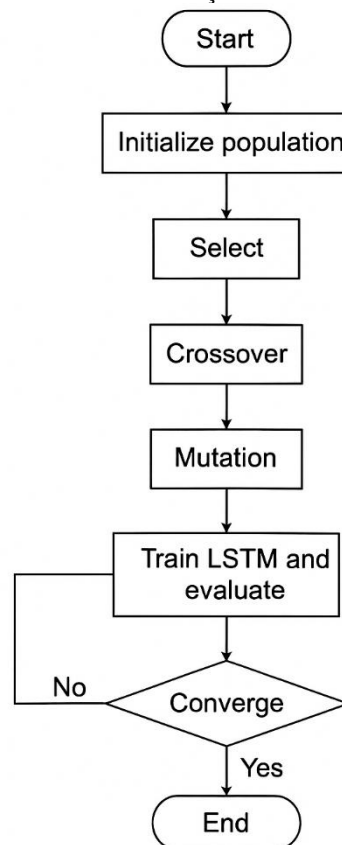 Start
Initialize population
Select
Crossover
Mutation
Train LSTM and
evaluate
No
Converge
Yes
End